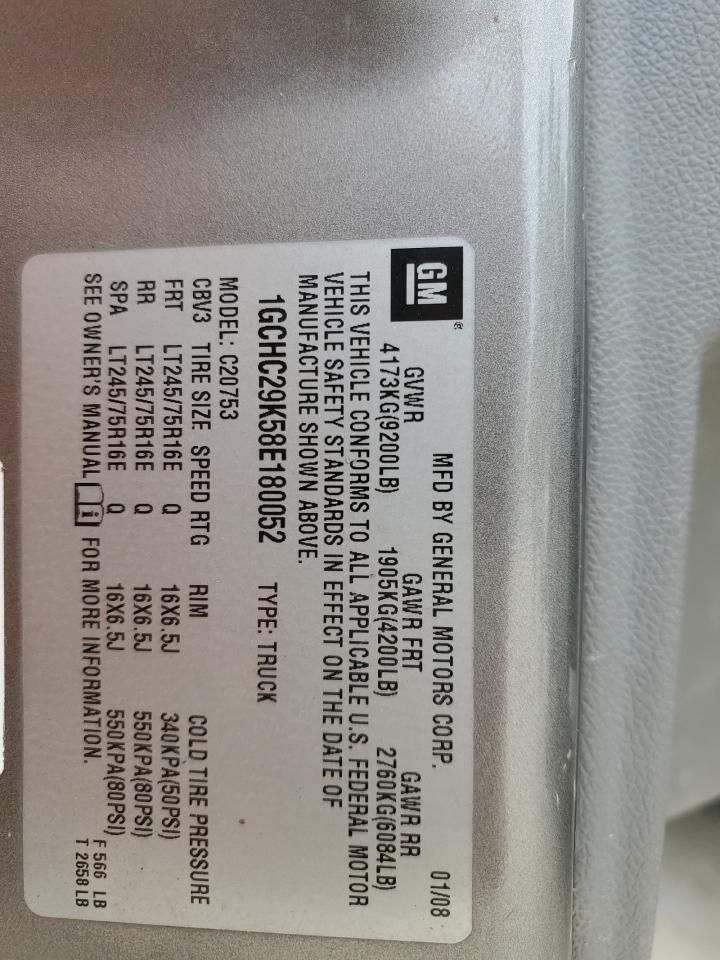 GM®
MFD BY GENERAL MOTORS CORP. 01/08
GVWR GAWR FRT GAWR RR
4173KG(9200LB) 1905KG(4200LB) 2760KG(6084LB)
THIS VEHICLE CONFORMS TO ALL APPLICABLE U.S. FEDERAL MOTOR
VEHICLE SAFETY STANDARDS IN EFFECT ON THE DATE OF
MANUFACTURE SHOWN ABOVE.
1GCHC29K58E180052 TYPE: TRUCK
MODEL: C20753
CBV3 TIRE SIZE SPEED RTG RIM COLD TIRE PRESSURE
FRT LT245/75R16E Q 16X6.5J 340KPA(50PSI)
RR LT245/75R16E Q 16X6.5J 550KPA(80PSI)
SPA LT245/75R16E Q 16X6.5J 550KPA(80PSI)
SEE OWNER'S MANUAL i FOR MORE INFORMATION.
F 566 LB
T 2658 LB